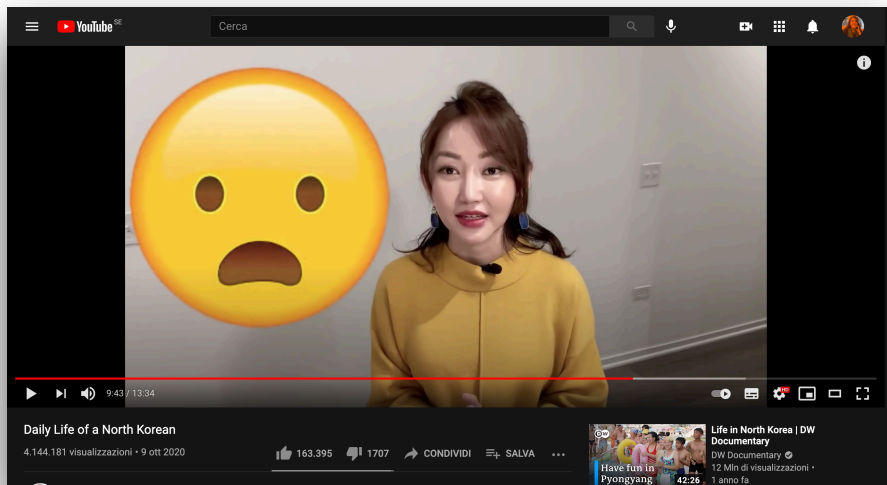 YouTube SE
Cerca
9:43 / 13:34
HD
Daily Life of a North Korean
4.144.181 visualizzazioni • 9 ott 2020
163.395
1707
CONDIVIDI
SALVA
DW
Have fun in
Pyongyang
42:26
Life in North Korea | DW
Documentary
DW Documentary
12 Mln di visualizzazioni •
1 anno fa